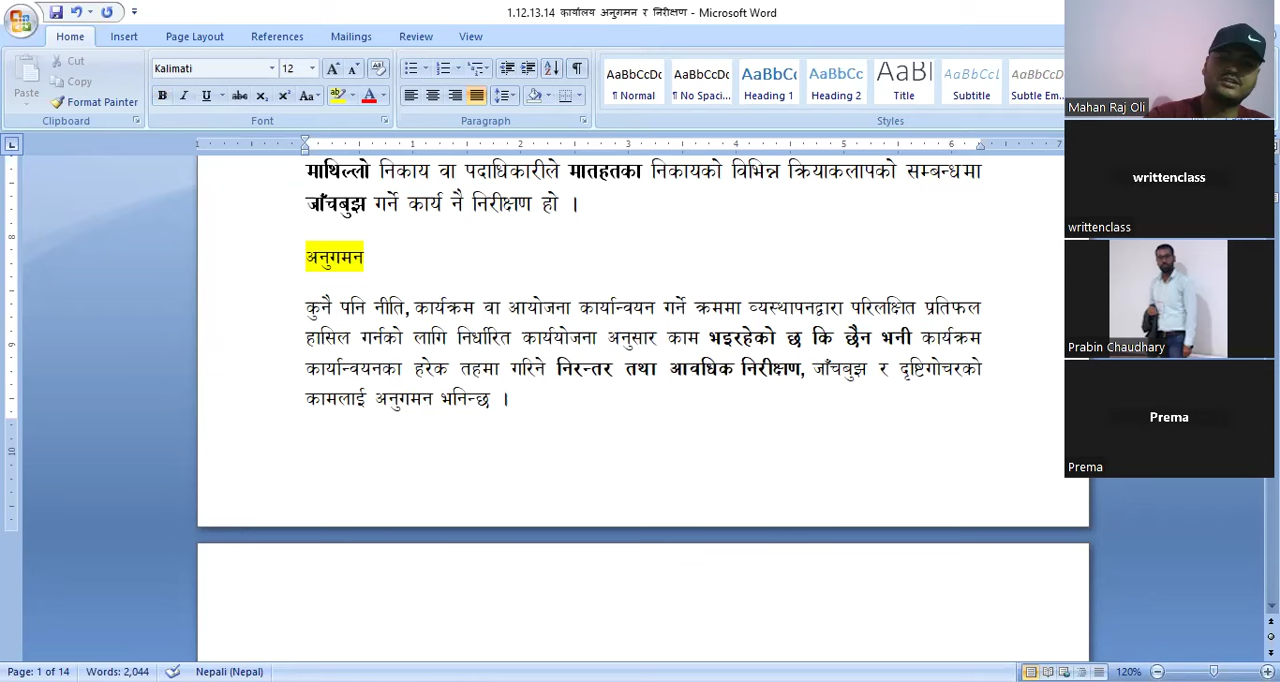 1.12.13.14 कार्यालय अनुगमन र निरीक्षण - Microsoft Word
Home Insert Page Layout References Mailings Review View
Paste
Cut
Copy
Format Painter
Clipboard
Kalimati 12
Font
Paragraph
AaBbCcDc AaBbCcDc AaBbCc AaBbCc AaBl AaBbCcL AaBbCcDc
¶ Normal ¶ No Spaci... Heading 1 Heading 2 Title Subtitle Subtle Em...
Styles
माथिल्लो निकाय वा पदाधिकारीले मातहतका निकायको विभिन्न क्रियाकलापको सम्बन्धमा
जाँचबुझ गर्ने कार्य नै निरीक्षण हो ।
अनुगमन
कुनै पनि नीति, कार्यक्रम वा आयोजना कार्यान्वयन गर्ने क्रममा व्यस्थापनद्वारा परिलक्षित प्रतिफल
हासिल गर्नको लागि निर्धारित कार्ययोजना अनुसार काम भइरहेको छ कि छैन भनी कार्यक्रम
कार्यान्वयनका हरेक तहमा गरिने निरन्तर तथा आवधिक निरीक्षण, जाँचबुझ र दृष्टिगोचरको
कामलाई अनुगमन भनिन्छ ।
Mahan Raj Oli
writtenclass
writtenclass
Prabin Chaudhary
Prema
Prema
Page: 1 of 14 Words: 2,044 Nepali (Nepal) 120%